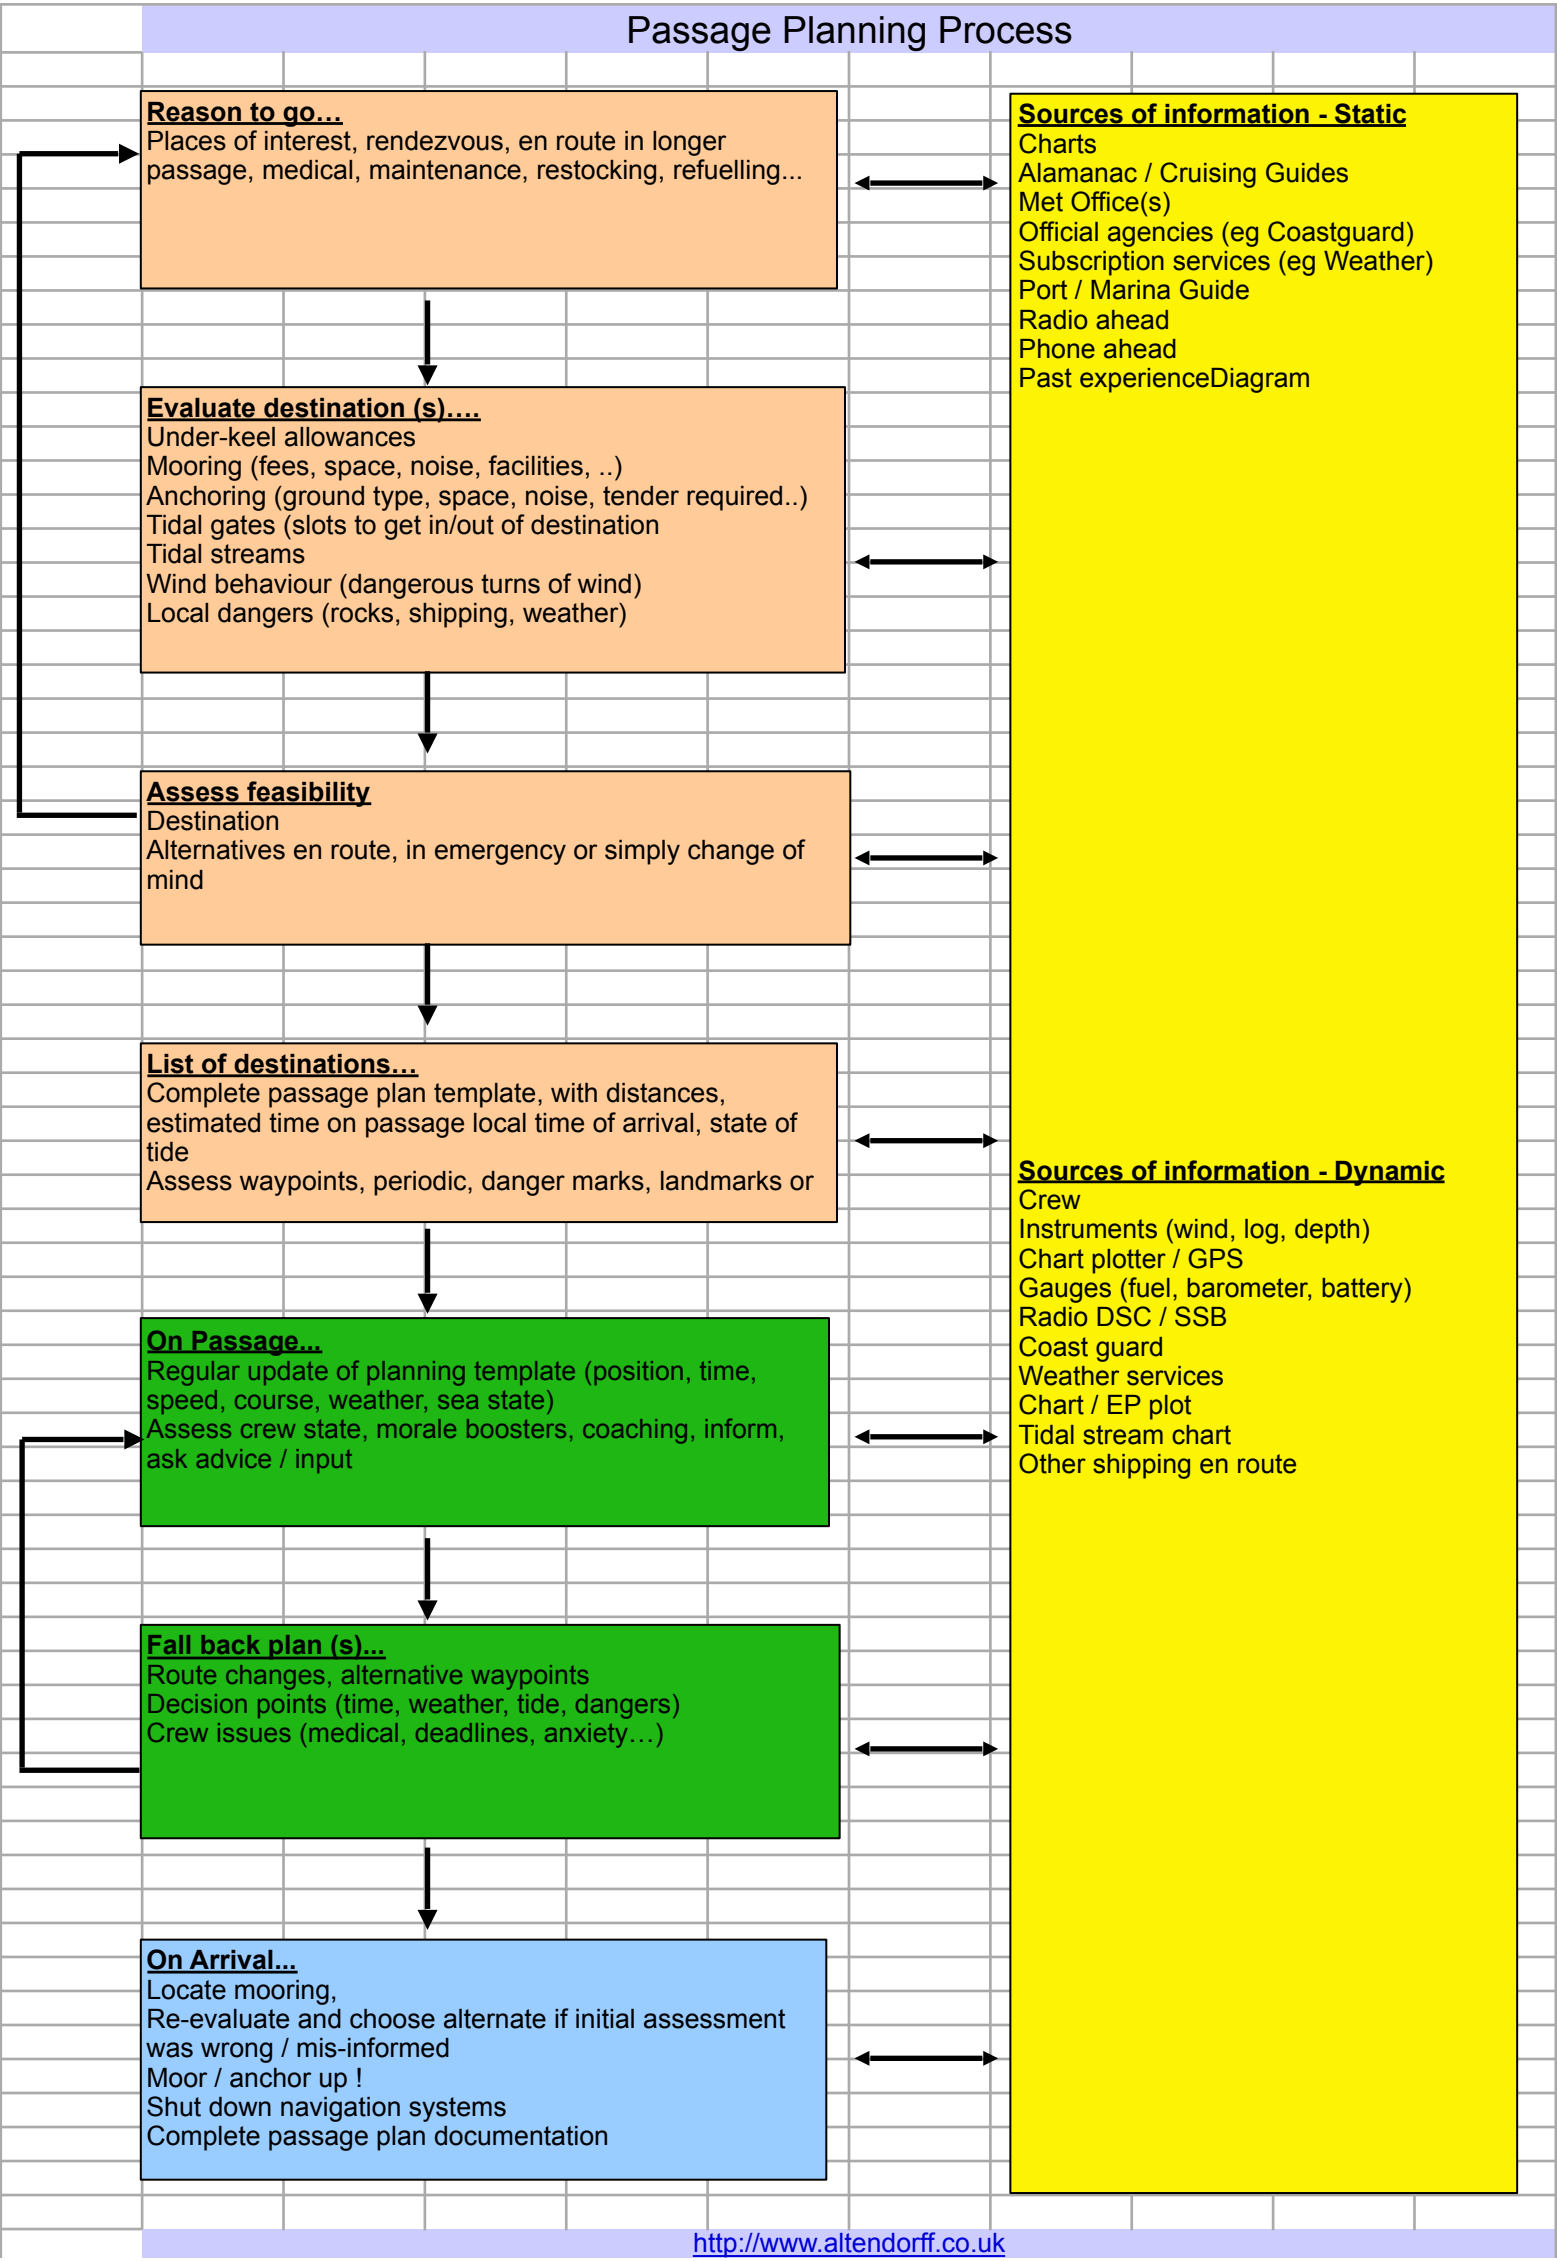 Passage Planning Process
Reason to go…
Places of interest, rendezvous, en route in longer
passage, medical, maintenance, restocking, refuelling...
Evaluate destination (s)….
Under-keel allowances
Mooring (fees, space, noise, facilities, ..)
Anchoring (ground type, space, noise, tender required..)
Tidal gates (slots to get in/out of destination
Tidal streams
Wind behaviour (dangerous turns of wind)
Local dangers (rocks, shipping, weather)
Assess feasibility
Destination
Alternatives en route, in emergency or simply change of
mind
List of destinations…
Complete passage plan template, with distances,
estimated time on passage local time of arrival, state of
tide
Assess waypoints, periodic, danger marks, landmarks or
On Passage...
Regular update of planning template (position, time,
speed, course, weather, sea state)
Assess crew state, morale boosters, coaching, inform,
ask advice / input
Fall back plan (s)...
Route changes, alternative waypoints
Decision points (time, weather, tide, dangers)
Crew issues (medical, deadlines, anxiety…)
On Arrival...
Locate mooring,
Re-evaluate and choose alternate if initial assessment
was wrong / mis-informed
Moor / anchor up !
Shut down navigation systems
Complete passage plan documentation
Sources of information - Static
Charts
Alamanac / Cruising Guides
Met Office(s)
Official agencies (eg Coastguard)
Subscription services (eg Weather)
Port / Marina Guide
Radio ahead
Phone ahead
Past experienceDiagram
Sources of information - Dynamic
Crew
Instruments (wind, log, depth)
Chart plotter / GPS
Gauges (fuel, barometer, battery)
Radio DSC / SSB
Coast guard
Weather services
Chart / EP plot
Tidal stream chart
Other shipping en route
http://www.altendorff.co.uk